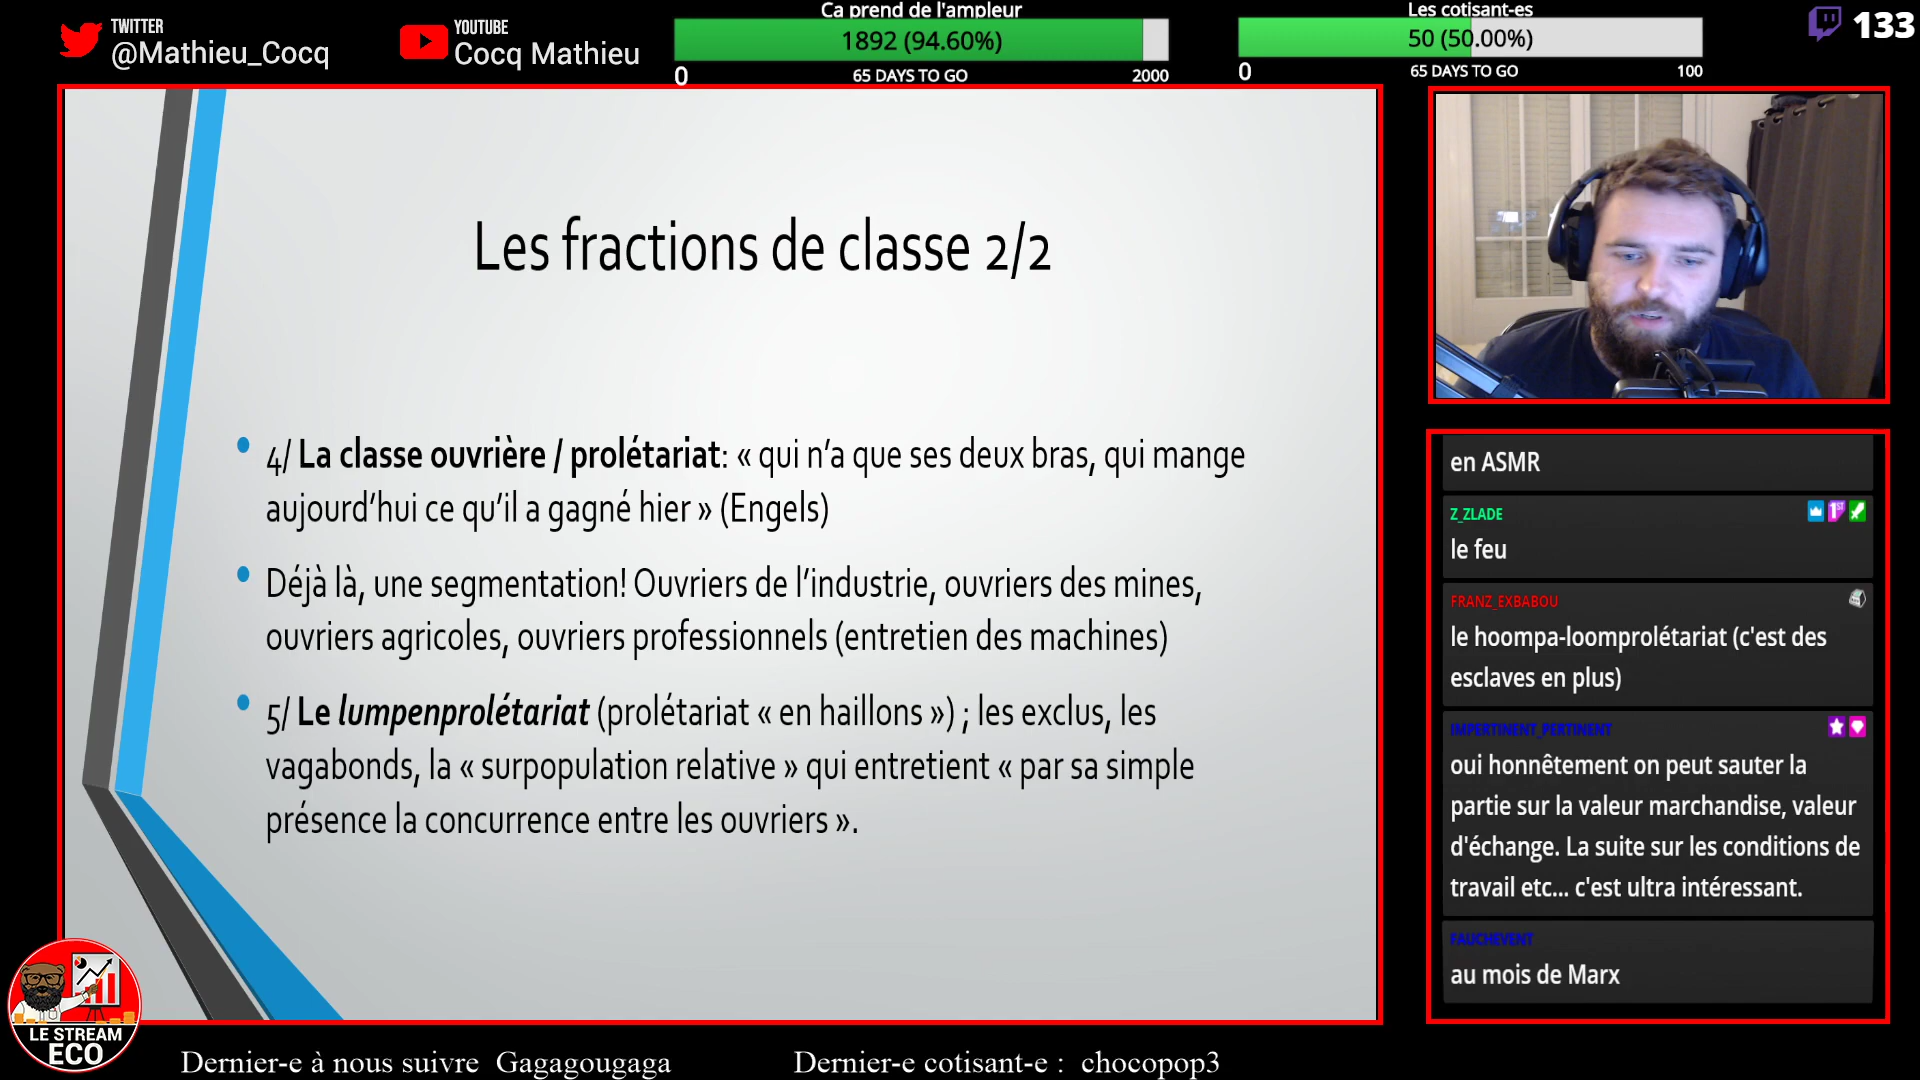 TWITTER
@Mathieu_Cocq
YOUTUBE
Cocq Mathieu
Ca prend de l'ampleur
1892 (94.60%)
0
65 DAYS TO GO
2000
Les cotisant-es
50 (50.00%)
0
65 DAYS TO GO
100
133
Les fractions de classe 2/2
4/ La classe ouvrière / prolétariat: « qui n’a que ses deux bras, qui mange
aujourd’hui ce qu’il a gagné hier » (Engels)
Déjà là, une segmentation! Ouvriers de l’industrie, ouvriers des mines,
ouvriers agricoles, ouvriers professionnels (entretien des machines)
5/ Le lumpenprolétariat (prolétariat « en haillons ») ; les exclus, les
vagabonds, la « surpopulation relative » qui entretient « par sa simple
présence la concurrence entre les ouvriers ».
en ASMR
Z_ZLADE
le feu
FRANZ_EXBABOU
le hoompa-loomprolétariat (c'est des
esclaves en plus)
IMPERTINENT_PERTINENT
oui honnêtement on peut sauter la
partie sur la valeur marchandise, valeur
d'échange. La suite sur les conditions de
travail etc... c'est ultra intéressant.
FAUCHEVENT
au mois de Marx
LE STREAM
ECO
Dernier-e à nous suivre Gagagougaga
Dernier-e cotisant-e : chocopop3